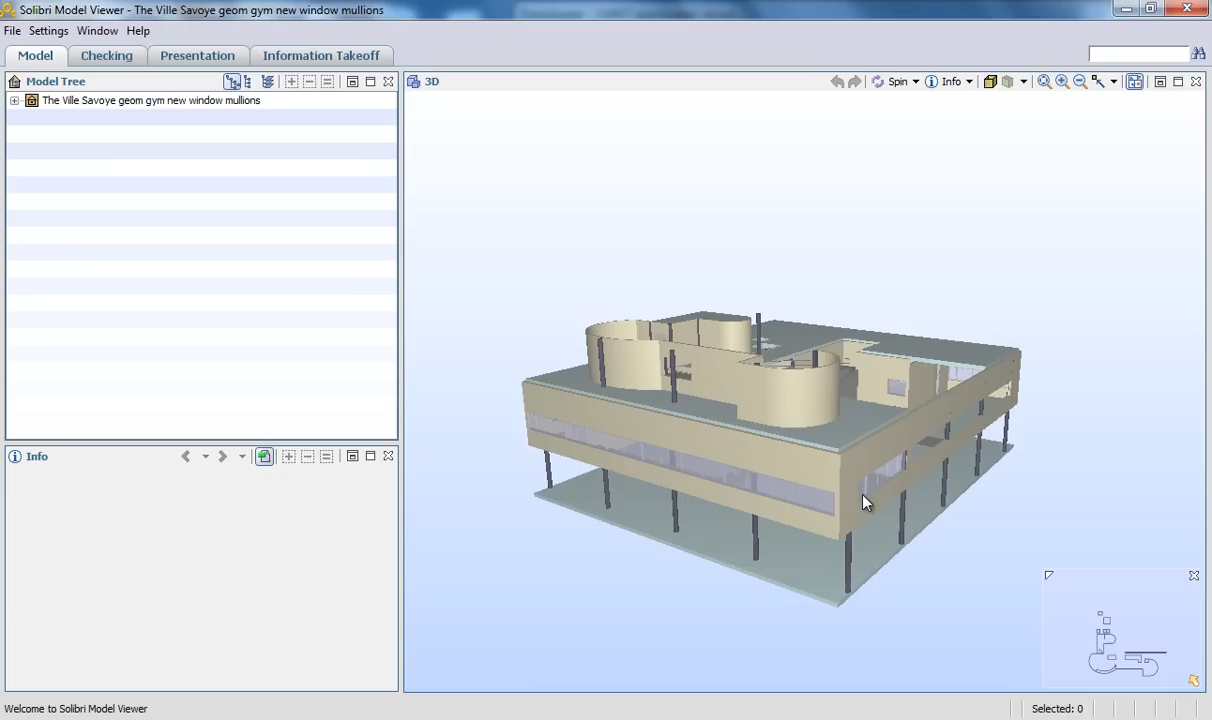 Solibri Model Viewer - The Ville Savoye geom gym new window mullions
File Settings Window Help
Model Checking Presentation Information Takeoff
Model Tree
3D Spin Info
The Ville Savoye geom gym new window mullions
Info
Welcome to Solibri Model Viewer
Selected: 0